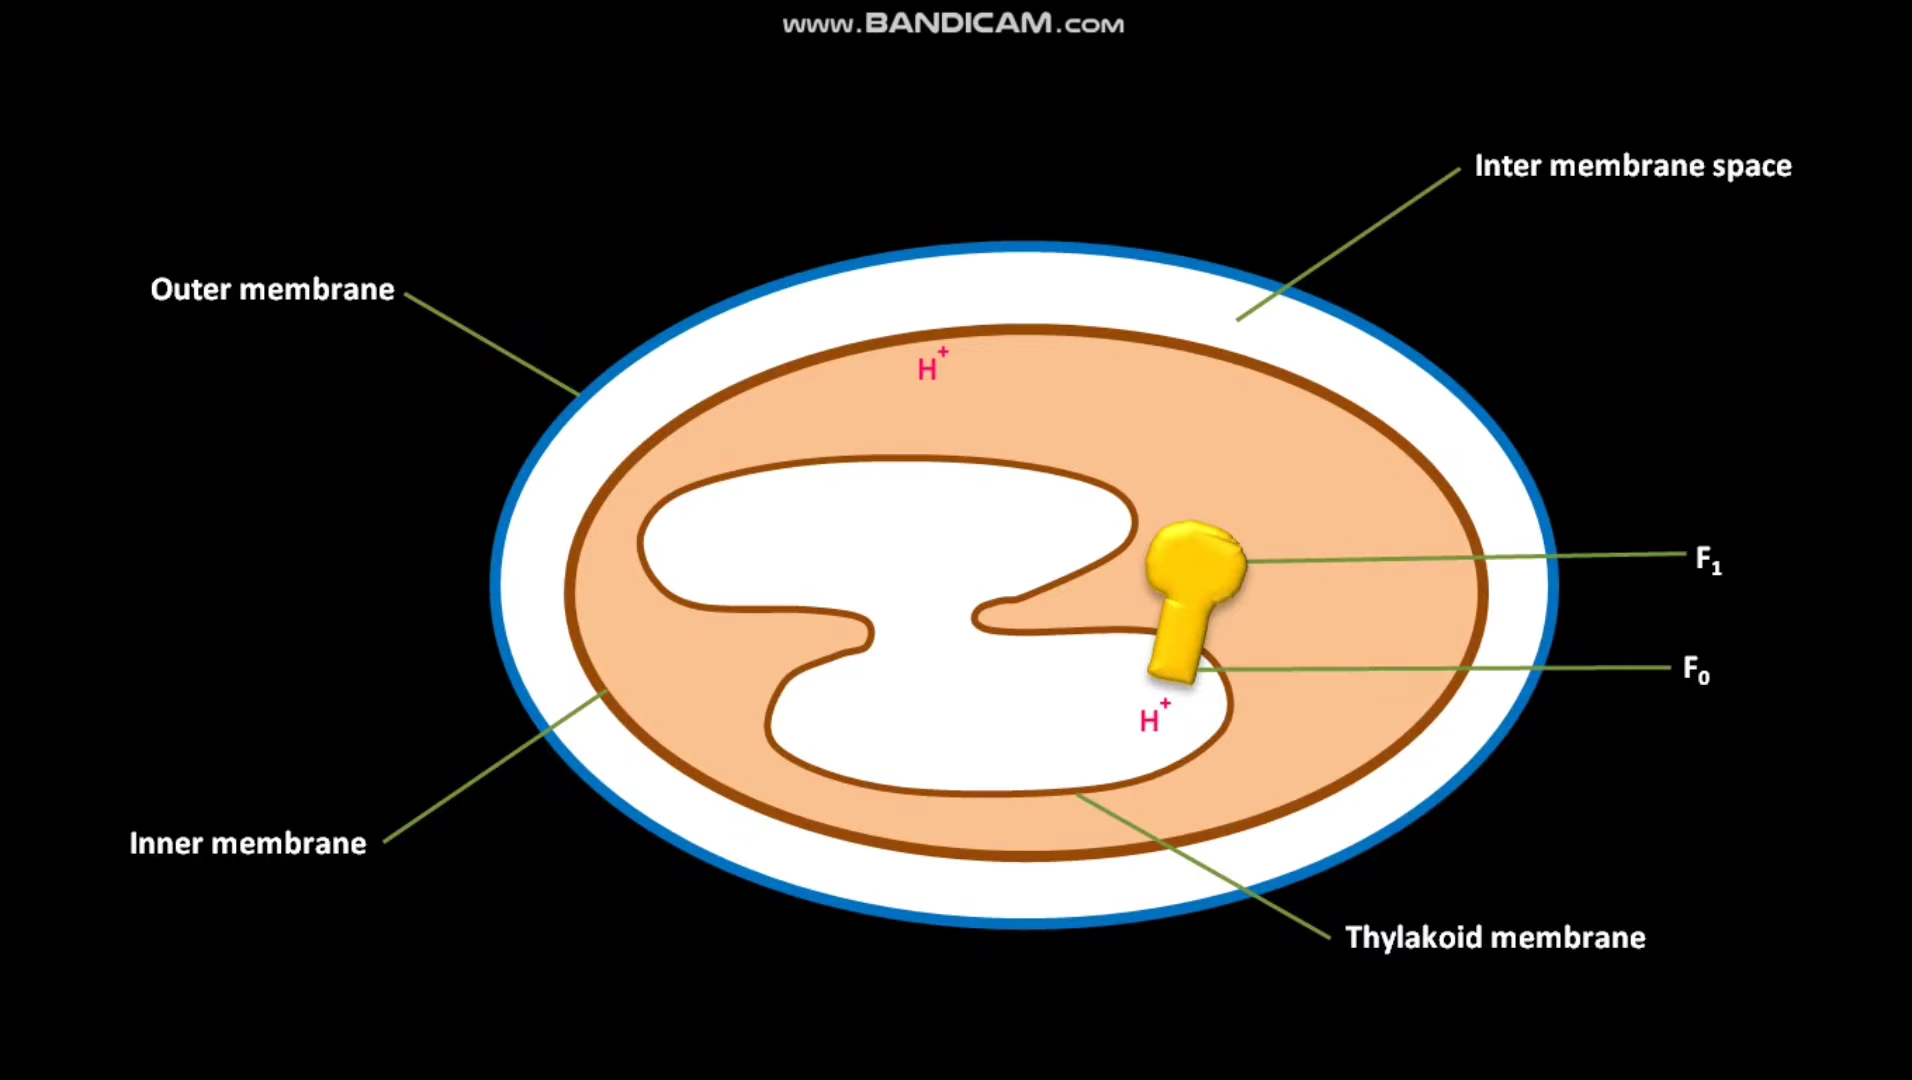 www.BANDICAM.com
Inter membrane space
Outer membrane
H⁺
F₁
F₀
H⁺
Inner membrane
Thylakoid membrane